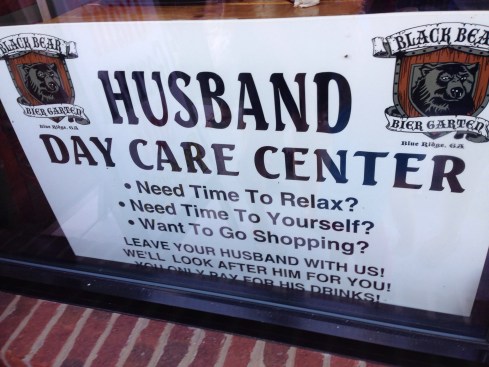 BLACK BEAR
BIER GARTEN
Blue Ridge, GA
BLACK BEA
BIER GARTEN
Blue Ridge, GA
HUSBAND
DAY CARE CENTER
• Need Time To Relax?
• Need Time To Yourself?
• Want To Go Shopping?
LEAVE YOUR HUSBAND WITH US!
WE'LL LOOK AFTER HIM FOR YOU!
YOU ONLY PAY FOR HIS DRINKS!